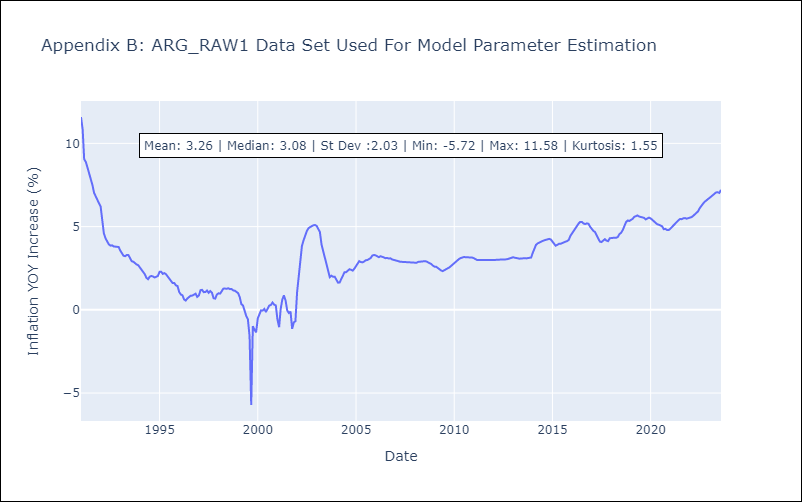 Appendix B: ARG_RAW1 Data Set Used For Model Parameter Estimation
Mean: 3.26 | Median: 3.08 | St Dev :2.03 | Min: -5.72 | Max: 11.58 | Kurtosis: 1.55
Inflation YOY Increase (%)
10
5
0
−5
1995
2000
2005
2010
2015
2020
Date